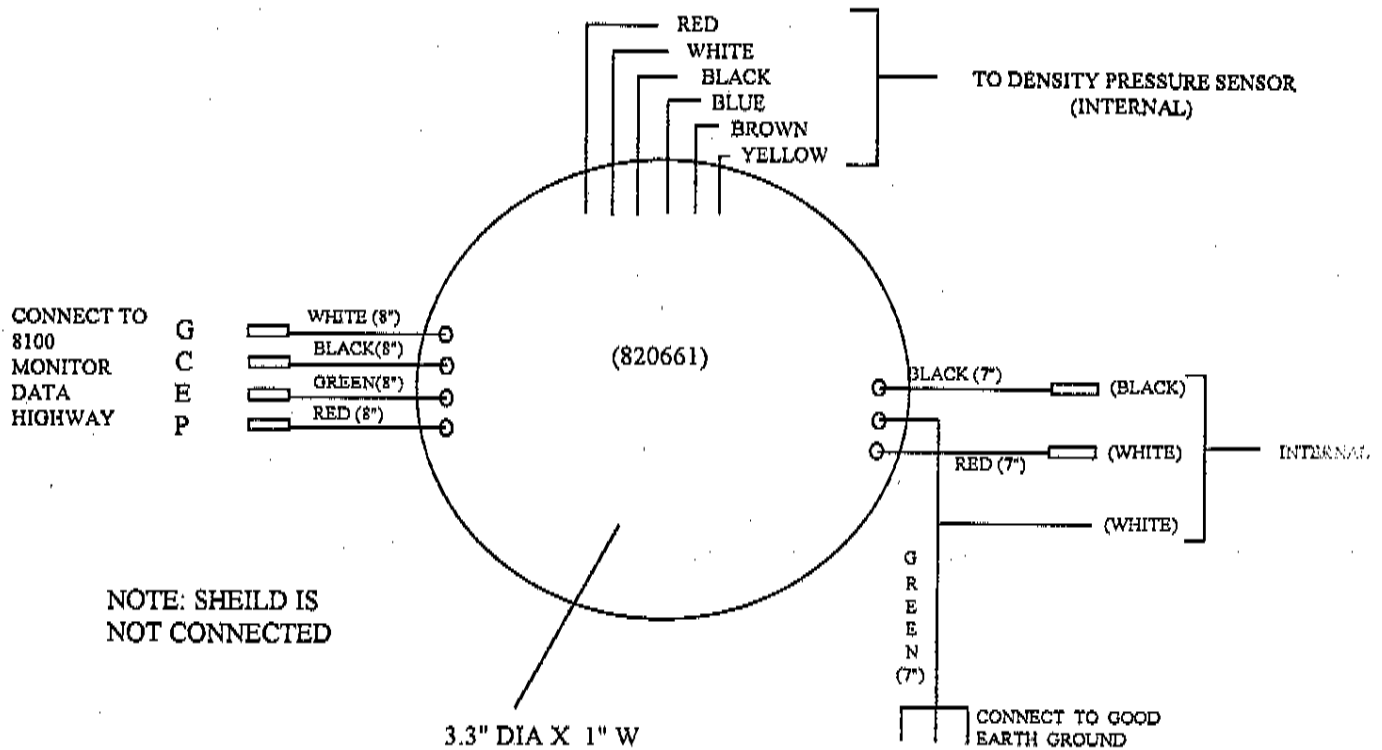 RED
WHITE
BLACK
BLUE
BROWN
YELLOW
TO DENSITY PRESSURE SENSOR
(INTERNAL)
CONNECT TO
8100
MONITOR
DATA
HIGHWAY
G
C
E
P
WHITE (8")
BLACK(8")
GREEN(8")
RED (8")
(820661)
BLACK (7")
RED (7")
(BLACK)
(WHITE)
(WHITE)
INTERNAL
G
R
E
E
N
(7")
CONNECT TO GOOD
EARTH GROUND
NOTE: SHEILD IS
NOT CONNECTED
3.3" DIA X 1" W